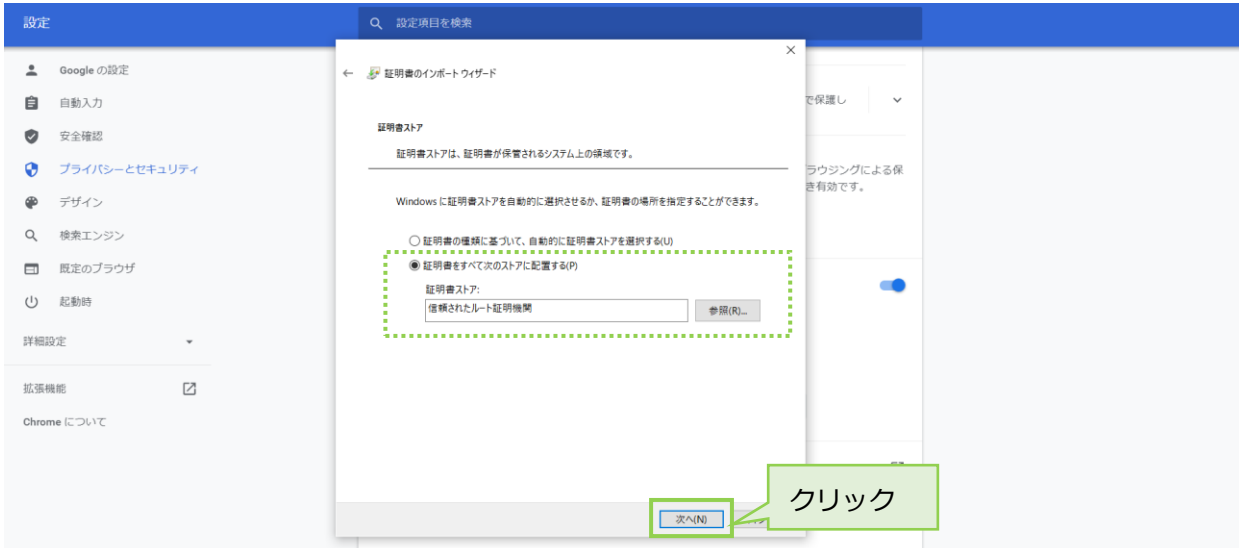 設定
設定項目を検索
Google の設定
自動入力
安全確認
プライバシーとセキュリティ
デザイン
検索エンジン
既定のブラウザ
起動時
詳細設定
拡張機能
Chrome について
証明書のインポート ウィザード
証明書ストア
証明書ストアは、証明書が保管されるシステム上の領域です。
Windows に証明書ストアを自動的に選択させるか、証明書の場所を指定することができます。
証明書の種類に基づいて、自動的に証明書ストアを選択する(U)
証明書をすべて次のストアに配置する(P)
証明書ストア:
信頼されたルート証明機関
参照(R)...
次へ(N)
クリック
で保護し
ラウジングによる保
き有効です。